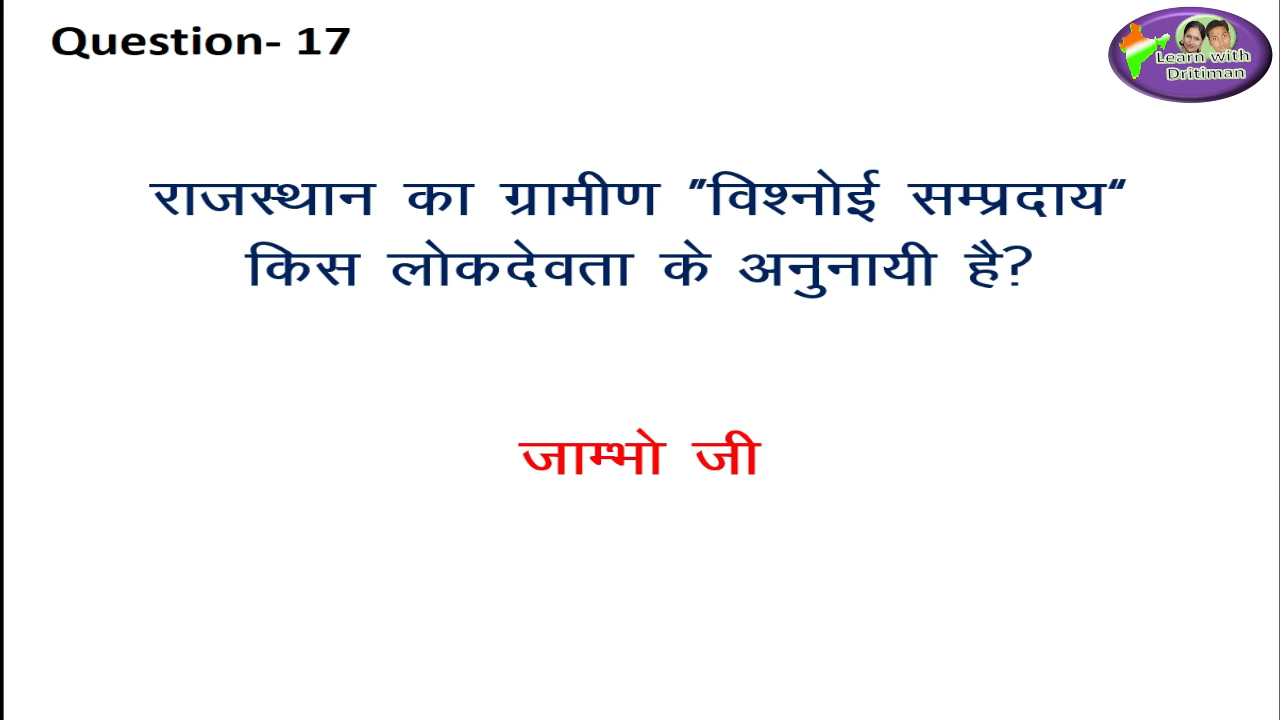 Question- 17
Learn with
Dritiman
राजस्थान का ग्रामीण "विश्नोई सम्प्रदाय“
किस लोकदेवता के अनुनायी है?
जाम्भो जी